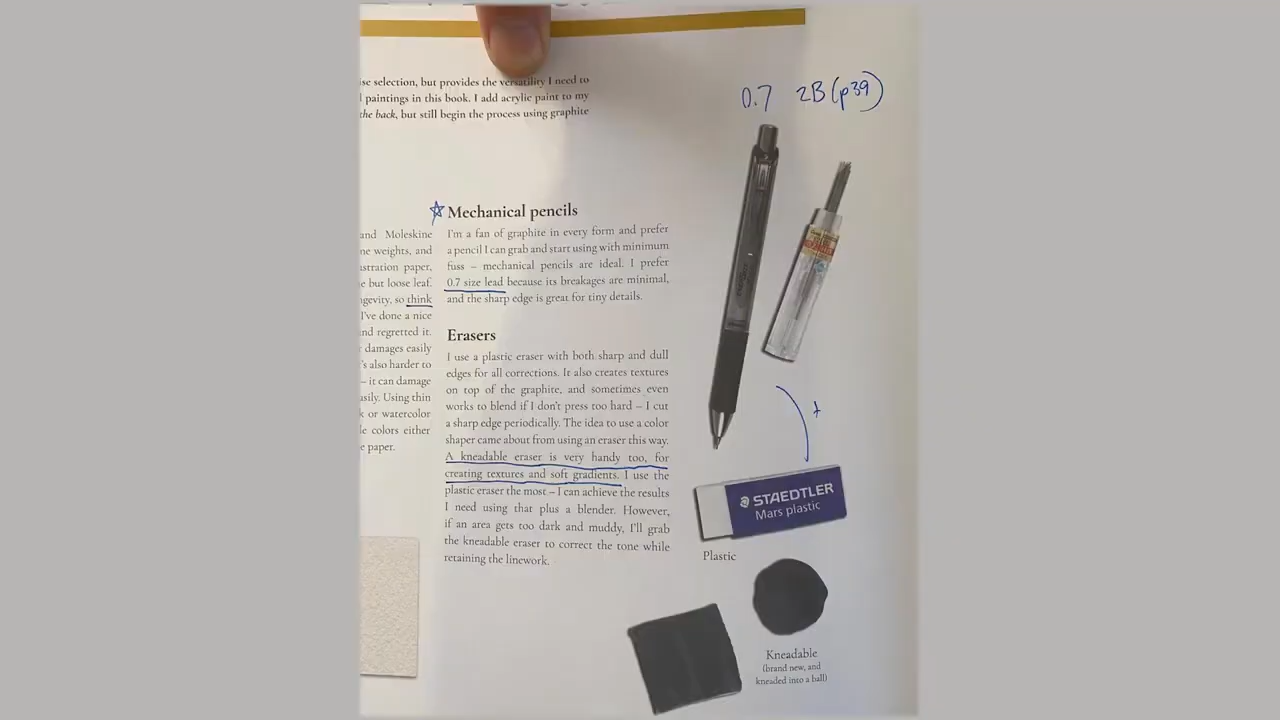 0.7 2B (p39)
se selection, but provides the versatility I need to
paintings in this book. I add acrylic paint to my
the back, but still begin the process using graphite
and Moleskine
ne weights, and
stration paper,
e but loose leaf.
ngevity, so think
I've done a nice
nd regretted it.
damages easily
's also harder to
– it can damage
asily. Using thin
k or watercolor
le colors either
e paper.
Mechanical pencils
I'm a fan of graphite in every form and prefer
a pencil I can grab and start using with minimum
fuss – mechanical pencils are ideal. I prefer
0.7 size lead because its breakages are minimal,
and the sharp edge is great for tiny details.
Erasers
I use a plastic eraser with both sharp and dull
edges for all corrections. It also creates textures
on top of the graphite, and sometimes even
works to blend if I don't press too hard – I cut
a sharp edge periodically. The idea to use a color
shaper came about from using an eraser this way.
A kneadable eraser is very handy too, for
creating textures and soft gradients. I use the
plastic eraser the most – I can achieve the results
I need using that plus a blender. However,
if an area gets too dark and muddy, I'll grab
the kneadable eraser to correct the tone while
retaining the linework.
STAEDTLER
Mars plastic
Plastic
Kneadable
(brand new, and
kneaded into a ball)